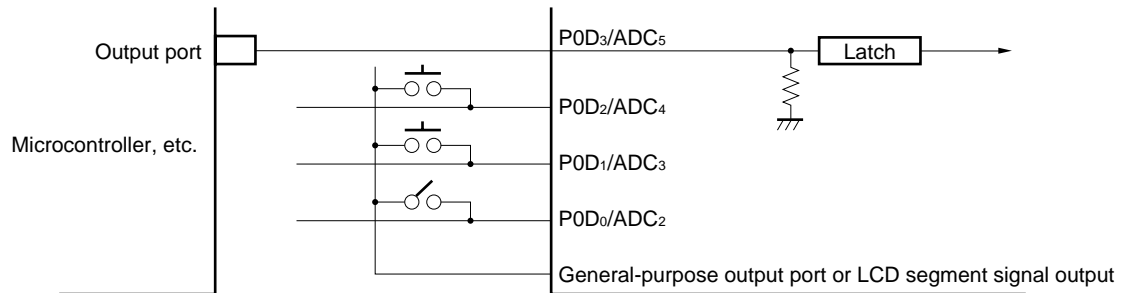 Output port
P0D3/ADC5
Latch
P0D2/ADC4
Microcontroller, etc.
P0D1/ADC3
P0D0/ADC2
General-purpose output port or LCD segment signal output